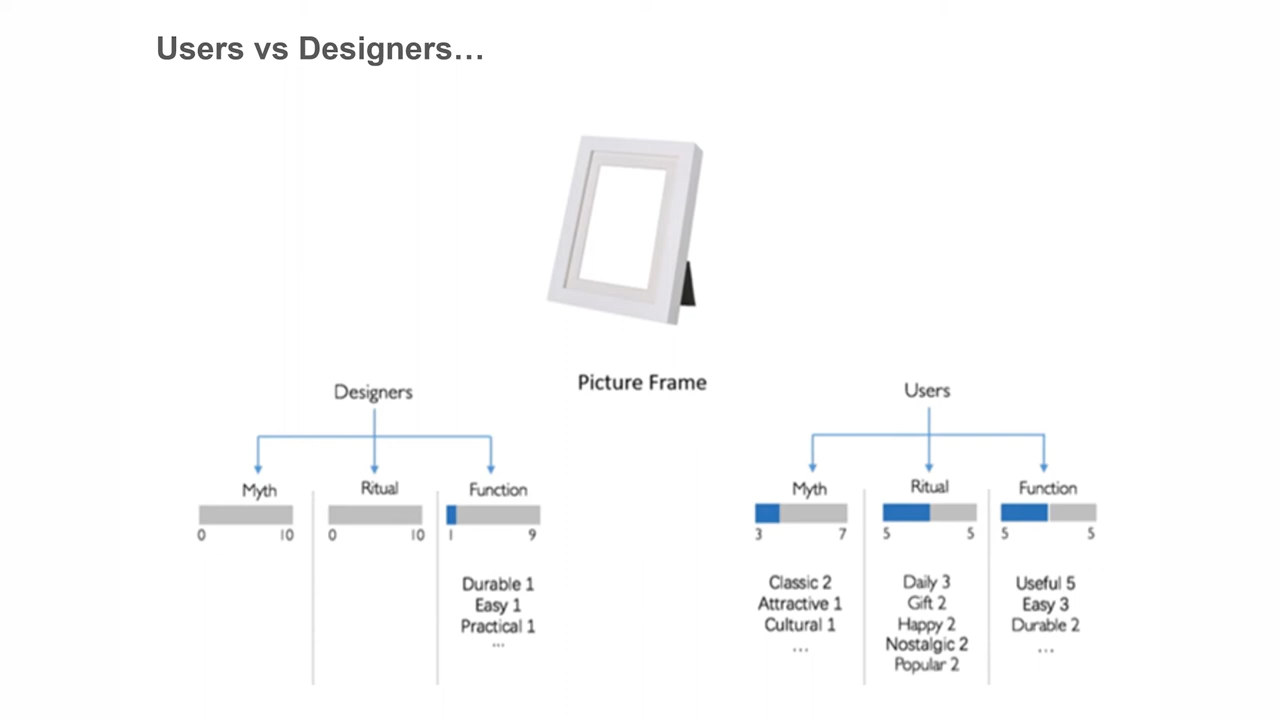 Users vs Designers…
Picture Frame
Designers
Myth
Ritual
Function
0 10
0 10
1 9
Durable 1
Easy 1
Practical 1
...
Users
Myth
Ritual
Function
3 7
5 5
5 5
Classic 2
Attractive 1
Cultural 1
...
Daily 3
Gift 2
Happy 2
Nostalgic 2
Popular 2
Useful 5
Easy 3
Durable 2
...